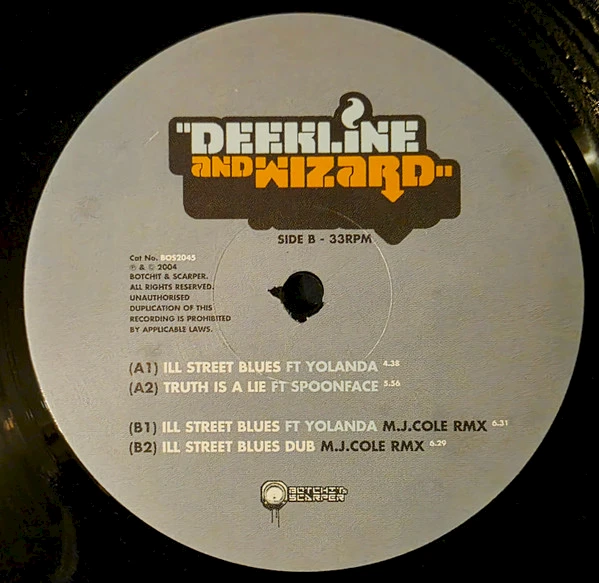 "DEEKLINE
AND WIZARD"
SIDE B - 33RPM
Cat No. BOS2045
℗ & © 2004
BOTCHIT & SCARPER.
ALL RIGHTS RESERVED.
UNAUTHORISED
DUPLICATION OF THIS
RECORDING IS PROHIBITED
BY APPLICABLE LAWS.
(A1) ILL STREET BLUES FT YOLANDA 4.38
(A2) TRUTH IS A LIE FT SPOONFACE 5.56
(B1) ILL STREET BLUES FT YOLANDA M.J.COLE RMX 6.31
(B2) ILL STREET BLUES DUB M.J.COLE RMX 6.29
BOTCHIT &
SCARPER